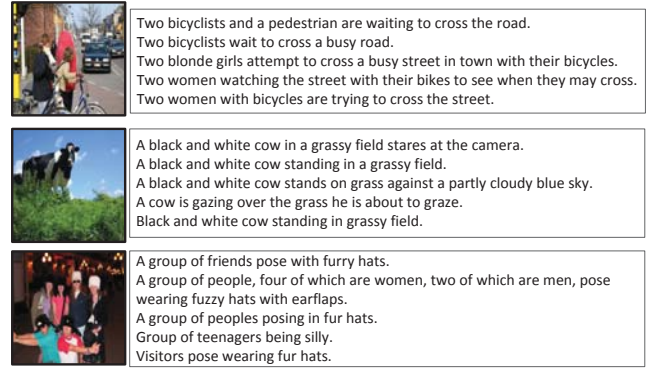 Two bicyclists and a pedestrian are waiting to cross the road.
Two bicyclists wait to cross a busy road.
Two blonde girls attempt to cross a busy street in town with their bicycles.
Two women watching the street with their bikes to see when they may cross.
Two women with bicycles are trying to cross the street.
A black and white cow in a grassy field stares at the camera.
A black and white cow standing in a grassy field.
A black and white cow stands on grass against a partly cloudy blue sky.
A cow is gazing over the grass he is about to graze.
Black and white cow standing in grassy field.
A group of friends pose with furry hats.
A group of people, four of which are women, two of which are men, pose
wearing fuzzy hats with earflaps.
A group of peoples posing in fur hats.
Group of teenagers being silly.
Visitors pose wearing fur hats.